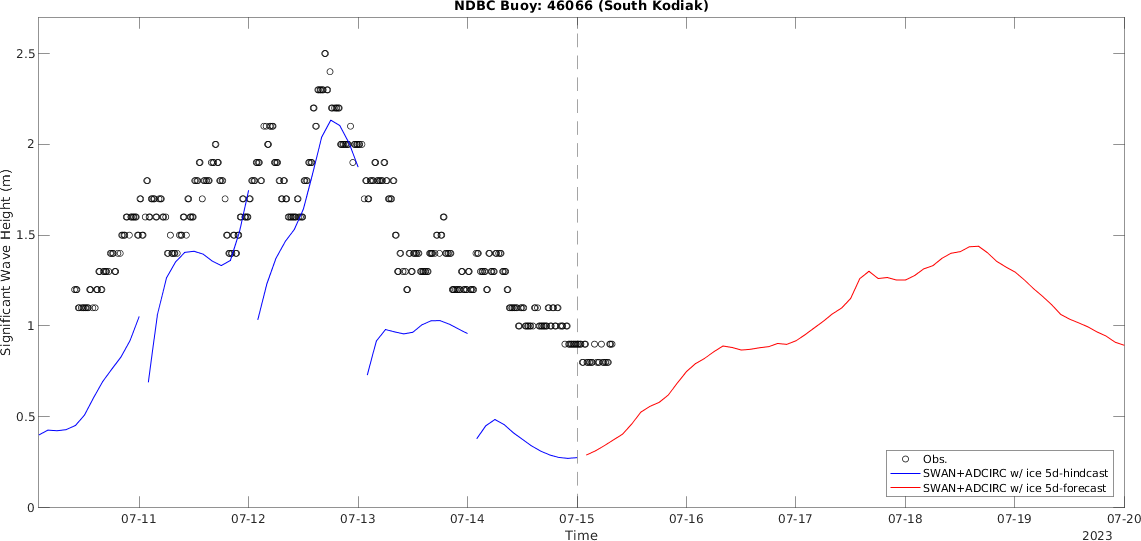 NDBC Buoy: 46066 (South Kodiak)
Significant Wave Height (m)
2.5
2
1.5
1
0.5
0
Obs.
SWAN+ADCIRC w/ ice 5d-hindcast
SWAN+ADCIRC w/ ice 5d-forecast
07-11 07-12 07-13 07-14 07-15 07-16 07-17 07-18 07-19 07-20
Time
2023